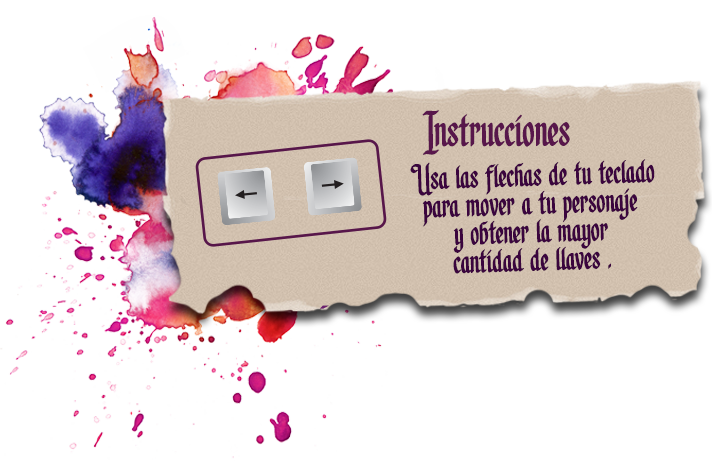 Instrucciones
Usa las flechas de tu teclado
para mover a tu personaje
y obtener la mayor
cantidad de llaves .